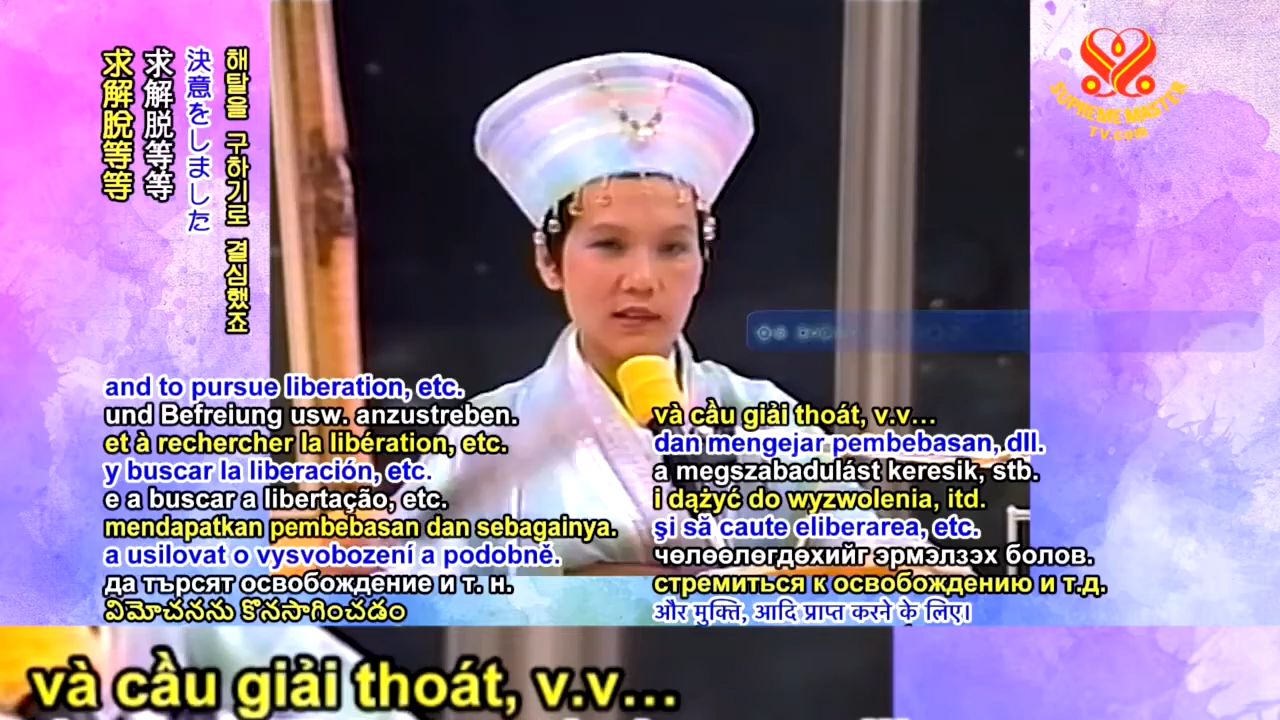 求解脫等等
求解脱等等
決意をしました
해탈을 구하기로 결심했죠
SUPREME MASTER
TV.COM
and to pursue liberation, etc.
und Befreiung usw. anzustreben.
et à rechercher la libération, etc.
y buscar la liberación, etc.
e a buscar a libertação, etc.
mendapatkan pembebasan dan sebagainya.
a usilovat o vysvobození a podobně.
да търсят освобождение и т. н.
విమోచనను కొనసాగించడం
và cầu giải thoát, v.v…
dan mengejar pembebasan, dll.
a megszabadulást keresik, stb.
i dążyć do wyzwolenia, itd.
şi să caute eliberarea, etc.
чөлөөлөгдөхийг эрмэлзэх болов.
стремиться к освобождению и т.д.
और मुक्ति, आदि प्राप्त करने के लिए।
và cầu giải thoát, v.v…